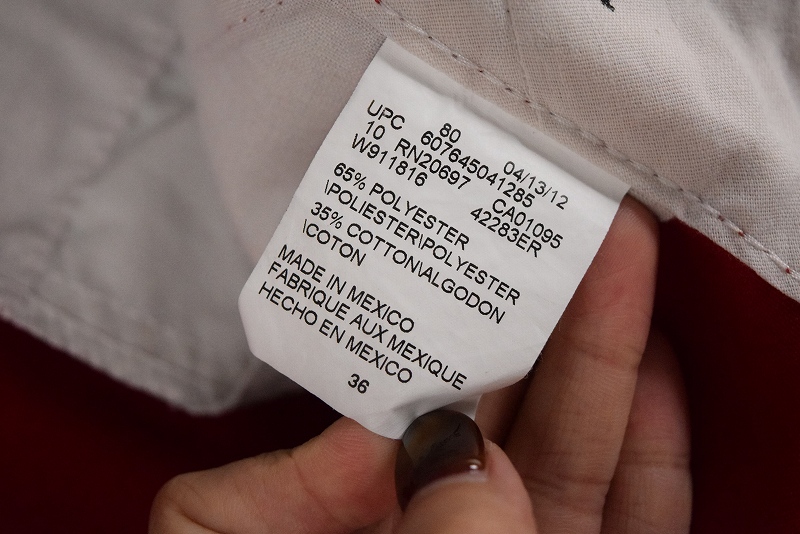 80 04/13/12
UPC 607645041285
10 RN20697 CA01095
W911816 42283ER
65% POLYESTER
\POLIESTER\POLYESTER
35% COTTON\ALGODON
\COTON
MADE IN MEXICO
FABRIQUE AUX MEXIQUE
HECHO EN MEXICO
36